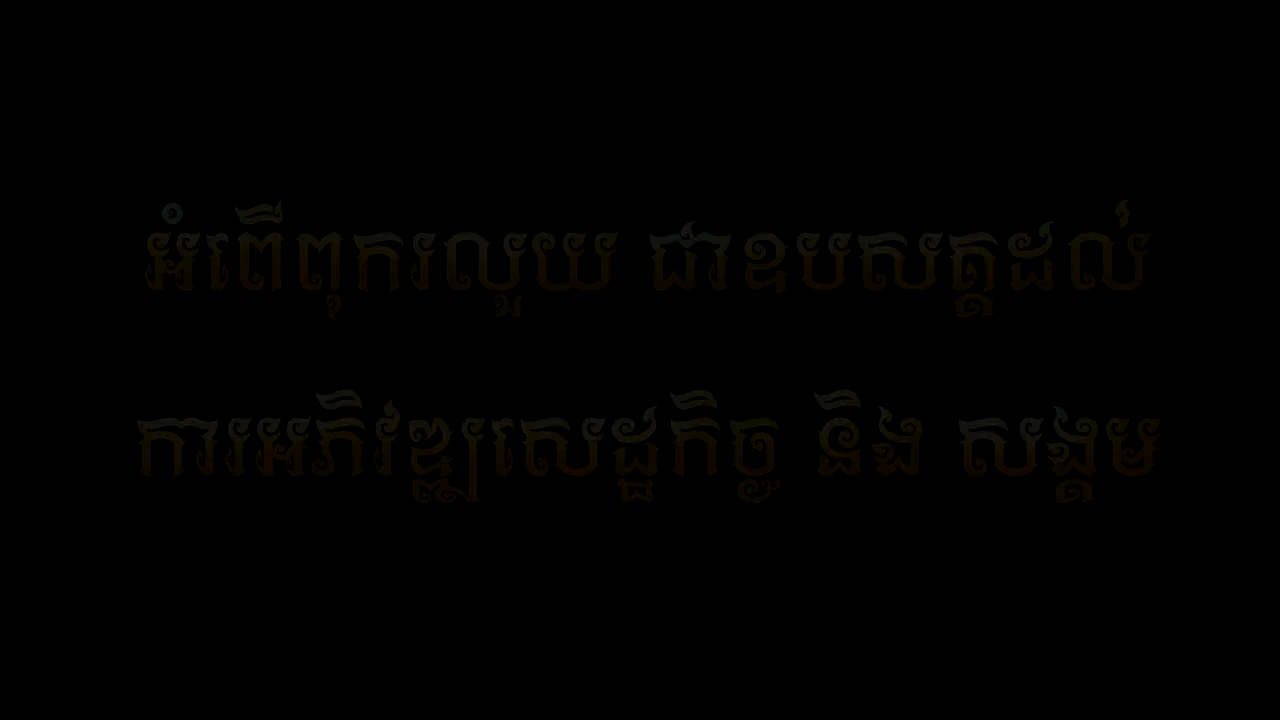 អំពើពុករលួយ ជាឧបសគ្គដល់
ការអភិវឌ្ឍសេដ្ឋកិច្ច និង សង្គម